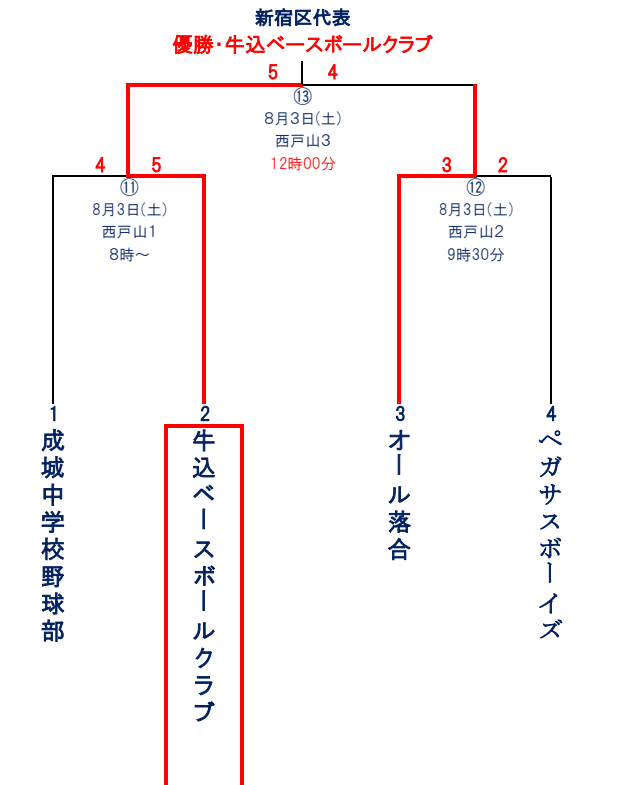 新宿区代表
優勝・牛込ベースボールクラブ
5 4
⑬
8月3日(土)
西戸山3
12時00分
4 5
3 2
⑪
8月3日(土)
西戸山1
8時～
⑫
8月3日(土)
西戸山2
9時30分
1
成城中学校野球部
2
牛込ベースボールクラブ
3
オール落合
4
ペガサスボーイズ